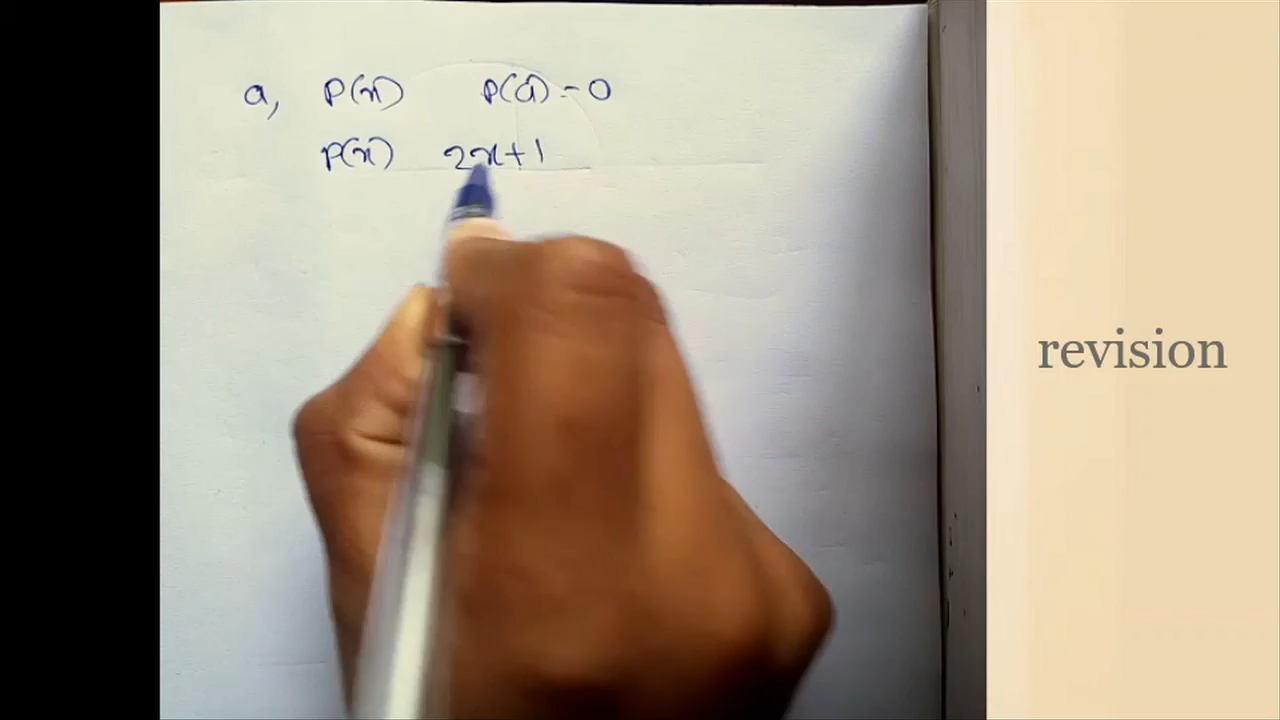 a, P(x) P(a) = 0
P(x) 2x+1
revision